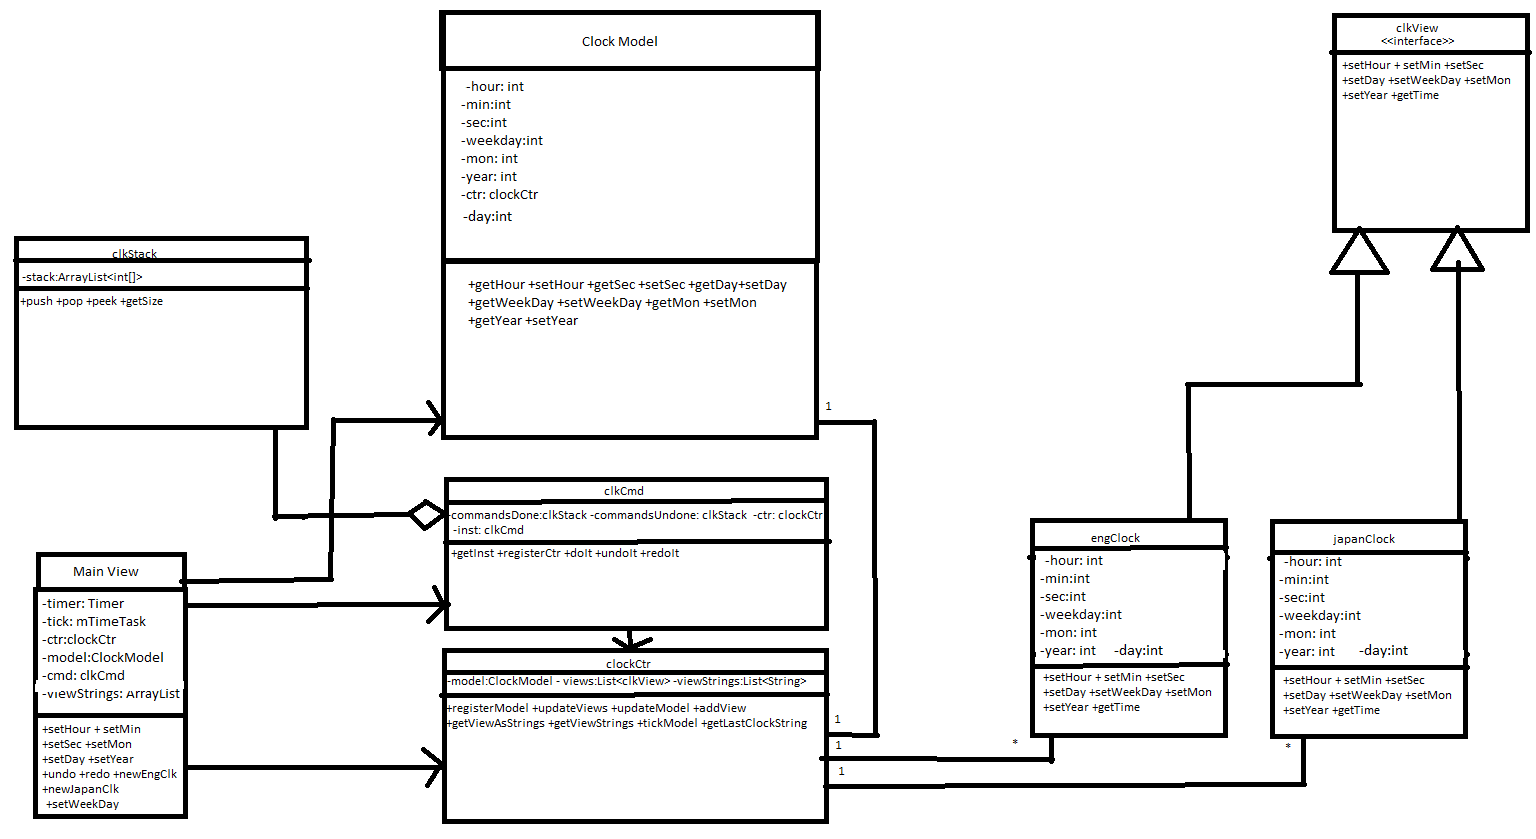 Clock Model
-hour: int
-min:int
-sec:int
-weekday:int
-mon: int
-year: int
-ctr: clockCtr
-day:int
+getHour +setHour +getSec +setSec +getDay+setDay
+getWeekDay +setWeekDay +getMon +setMon
+getYear +setYear
clkView
<<interface>>
+setHour + setMin +setSec
+setDay +setWeekDay +setMon
+setYear +getTime
clkStack
-stack:ArrayList<int[]>
+push +pop +peek +getSize
1
clkCmd
-commandsDone:clkStack -commandsUndone: clkStack -ctr: clockCtr
-inst: clkCmd
+getInst +registerCtr +doIt +undoIt +redoIt
Main View
-timer: Timer
-tick: mTimeTask
-ctr:clockCtr
-model:ClockModel
-cmd: clkCmd
-viewStrings: ArrayList
+setHour + setMin
+setSec +setMon
+setDay +setYear
+undo +redo +newEngClk
+newJapanClk
+setWeekDay
clockCtr
-model:ClockModel - views:List<clkView> -viewStrings:List<String>
+registerModel +updateViews +updateModel +addView
+getViewAsStrings +getViewStrings +tickModel +getLastClockString
1
1
1
*
*
engClock
-hour: int
-min:int
-sec:int
-weekday:int
-mon: int
-year: int -day:int
+setHour + setMin +setSec
+setDay +setWeekDay +setMon
+setYear +getTime
japanClock
-hour: int
-min:int
-sec:int
-weekday:int
-mon: int
-year: int -day:int
+setHour + setMin +setSec
+setDay +setWeekDay +setMon
+setYear +getTime